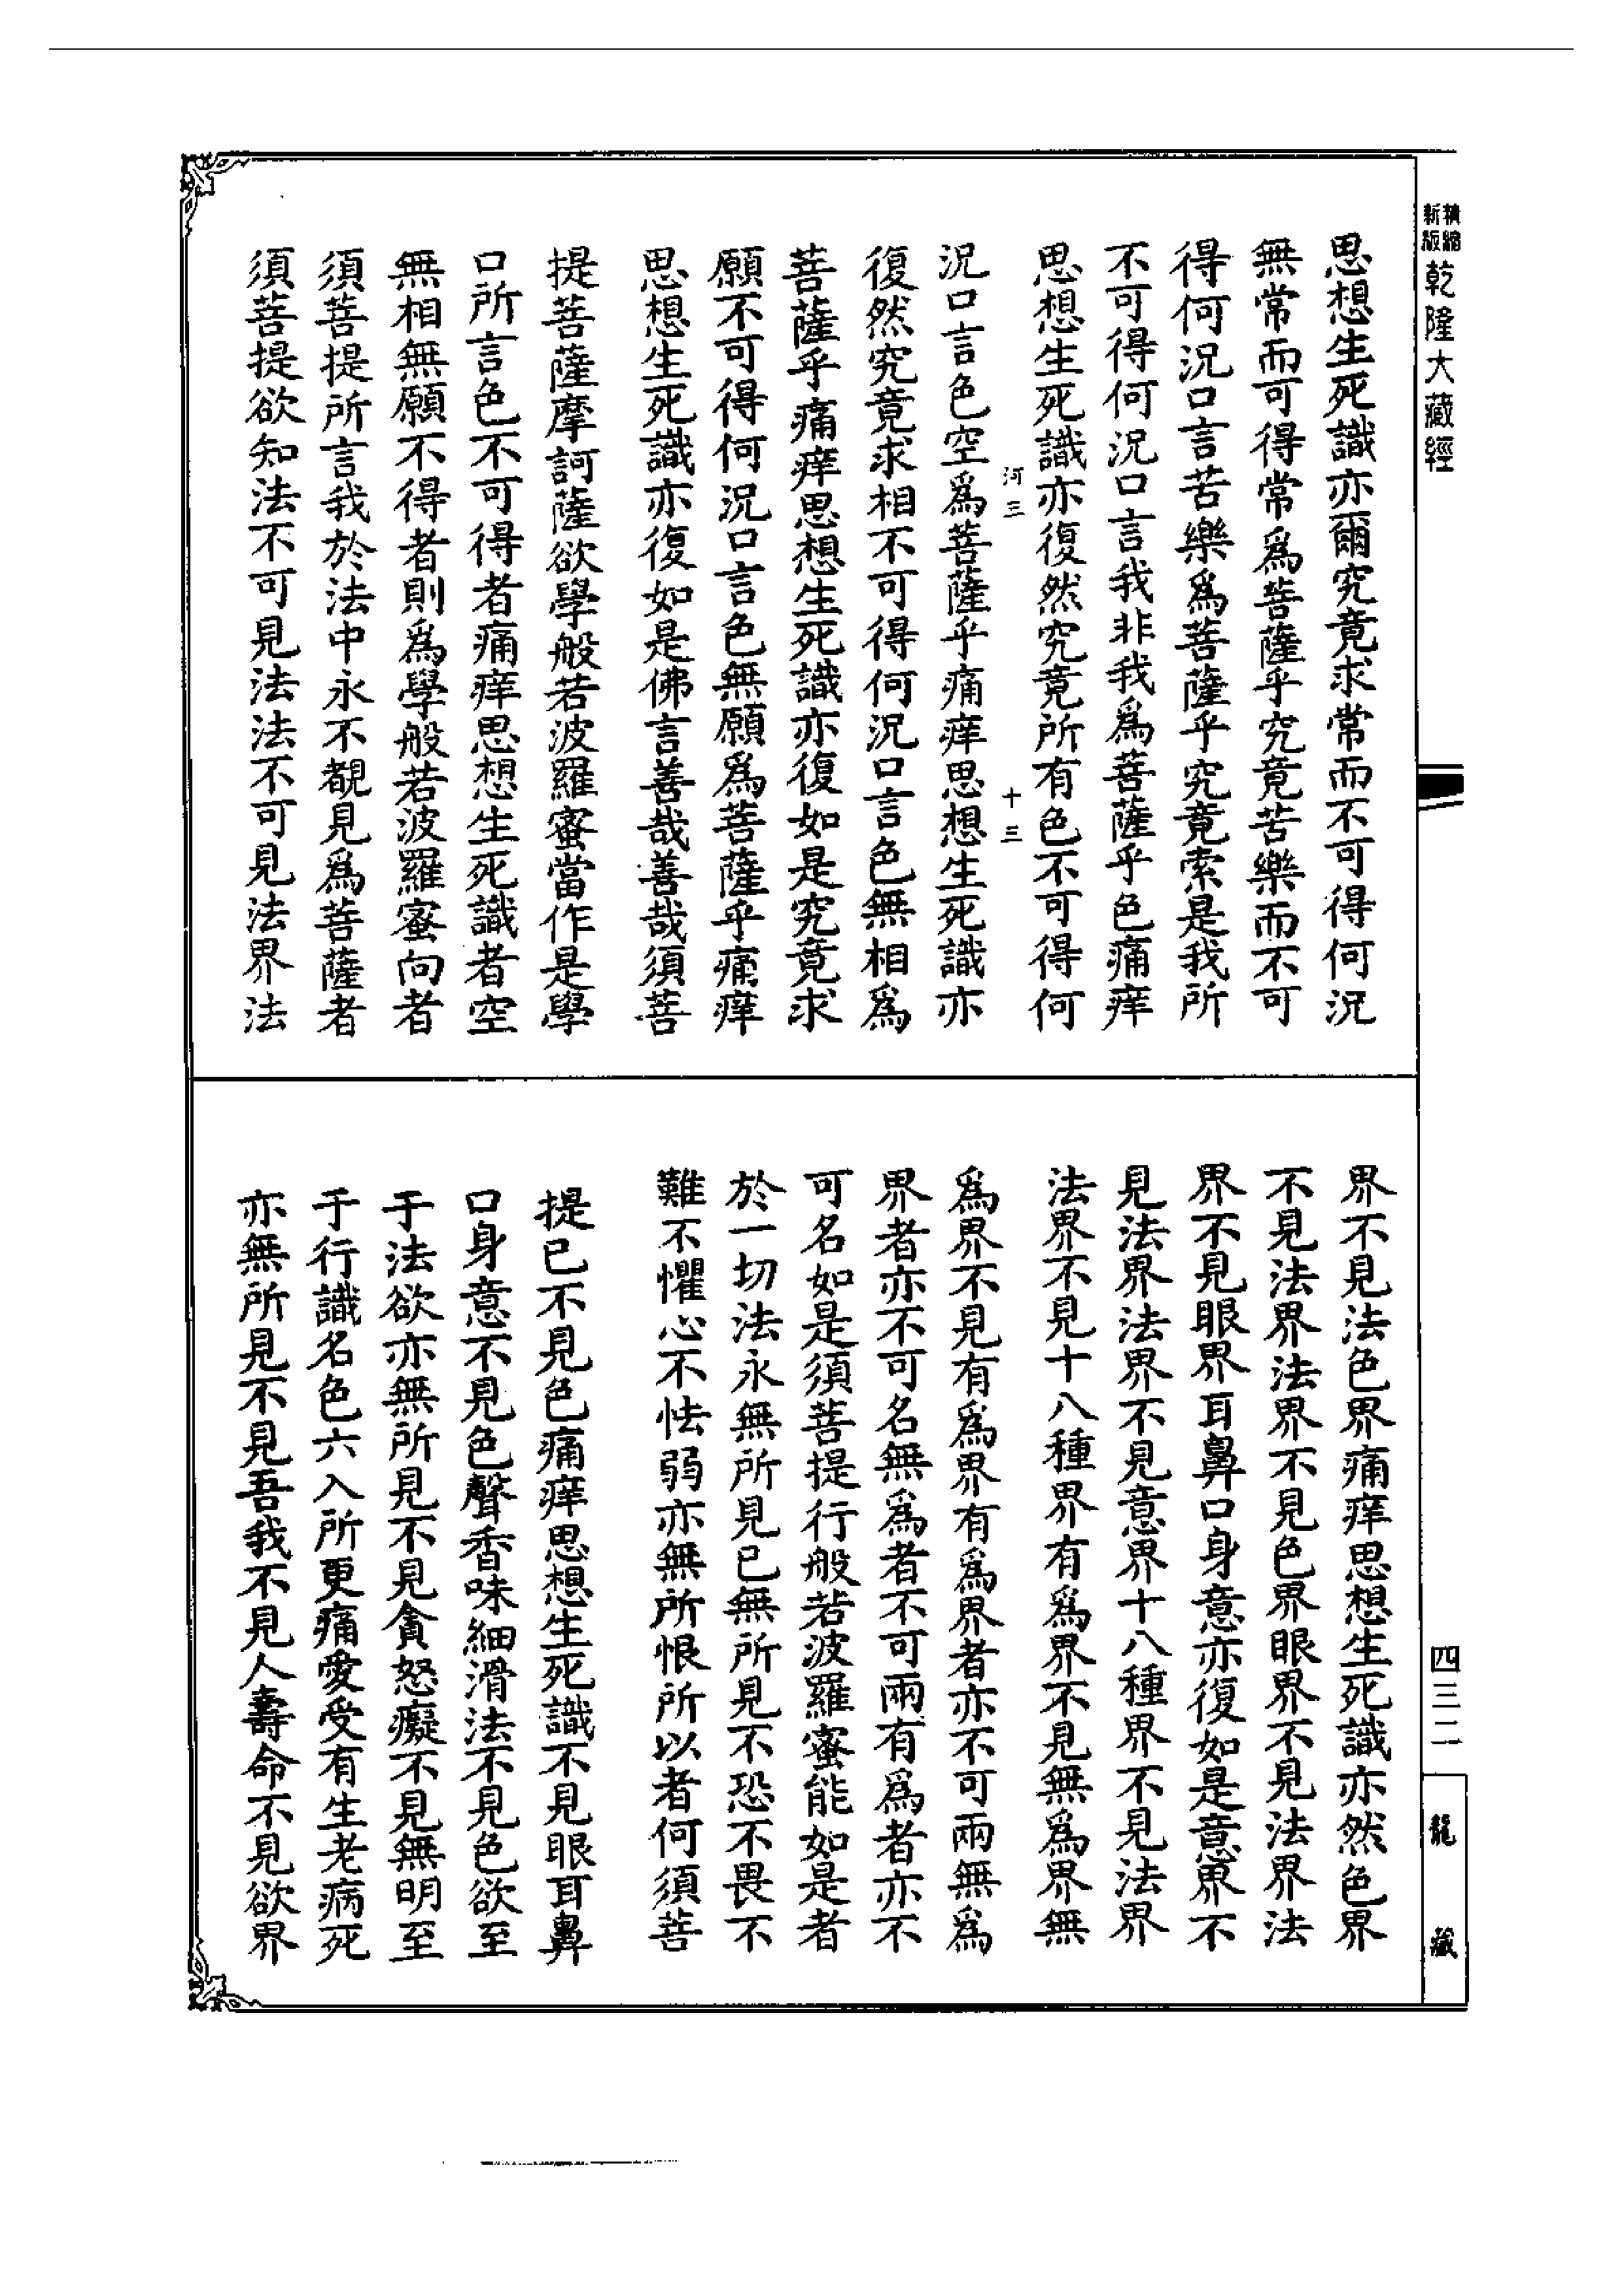 精縮
新版
乾隆大藏經
思想生死識亦爾究竟求常而不可得何況
無常而可得常為菩薩乎究竟苦樂而不可
得何況口言苦樂為菩薩乎究竟索是我所
不可得何況口言我非我為菩薩乎色痛痒
思想生死識亦復然究竟所有色不可得何
河三 十三
況口言色空為菩薩乎痛痒思想生死識亦
復然究竟求相不可得何況口言色無相為
菩薩乎痛痒思想生死識亦復如是究竟求
願不可得何況口言色無願為菩薩乎痛痒
思想生死識亦復如是佛言善哉善哉須菩
提菩薩摩訶薩欲學般若波羅蜜當作是學
口所言色不可得者痛痒思想生死識者空
無相無願不得者則為學般若波羅蜜向者
須菩提所言我於法中永不覩見為菩薩者
須菩提欲知法不可見法法不可見法界法
界不見法色界痛痒思想生死識亦然色界
不見法界法界不見色界眼界不見法界法
界不見眼界耳鼻口身意亦復如是意界不
見法界法界不見意界十八種界不見法界
法界不見十八種界有為界不見無為界無
為界不見有為界有為界者亦不可兩無為
界者亦不可名無為者不可兩有為者亦不
可名如是須菩提行般若波羅蜜能如是者
於一切法永無所見已無所見不恐不畏不
難不懼心不怯弱亦無所恨所以者何須菩
提已不見色痛痒思想生死識不見眼耳鼻
口身意不見色聲香味細滑法不見色欲至
于法欲亦無所見不見貪怒癡不見無明至
于行識名色六入所更痛愛受有生老病死
亦無所見不見吾我不見人壽命不見欲界
四三二
龍藏